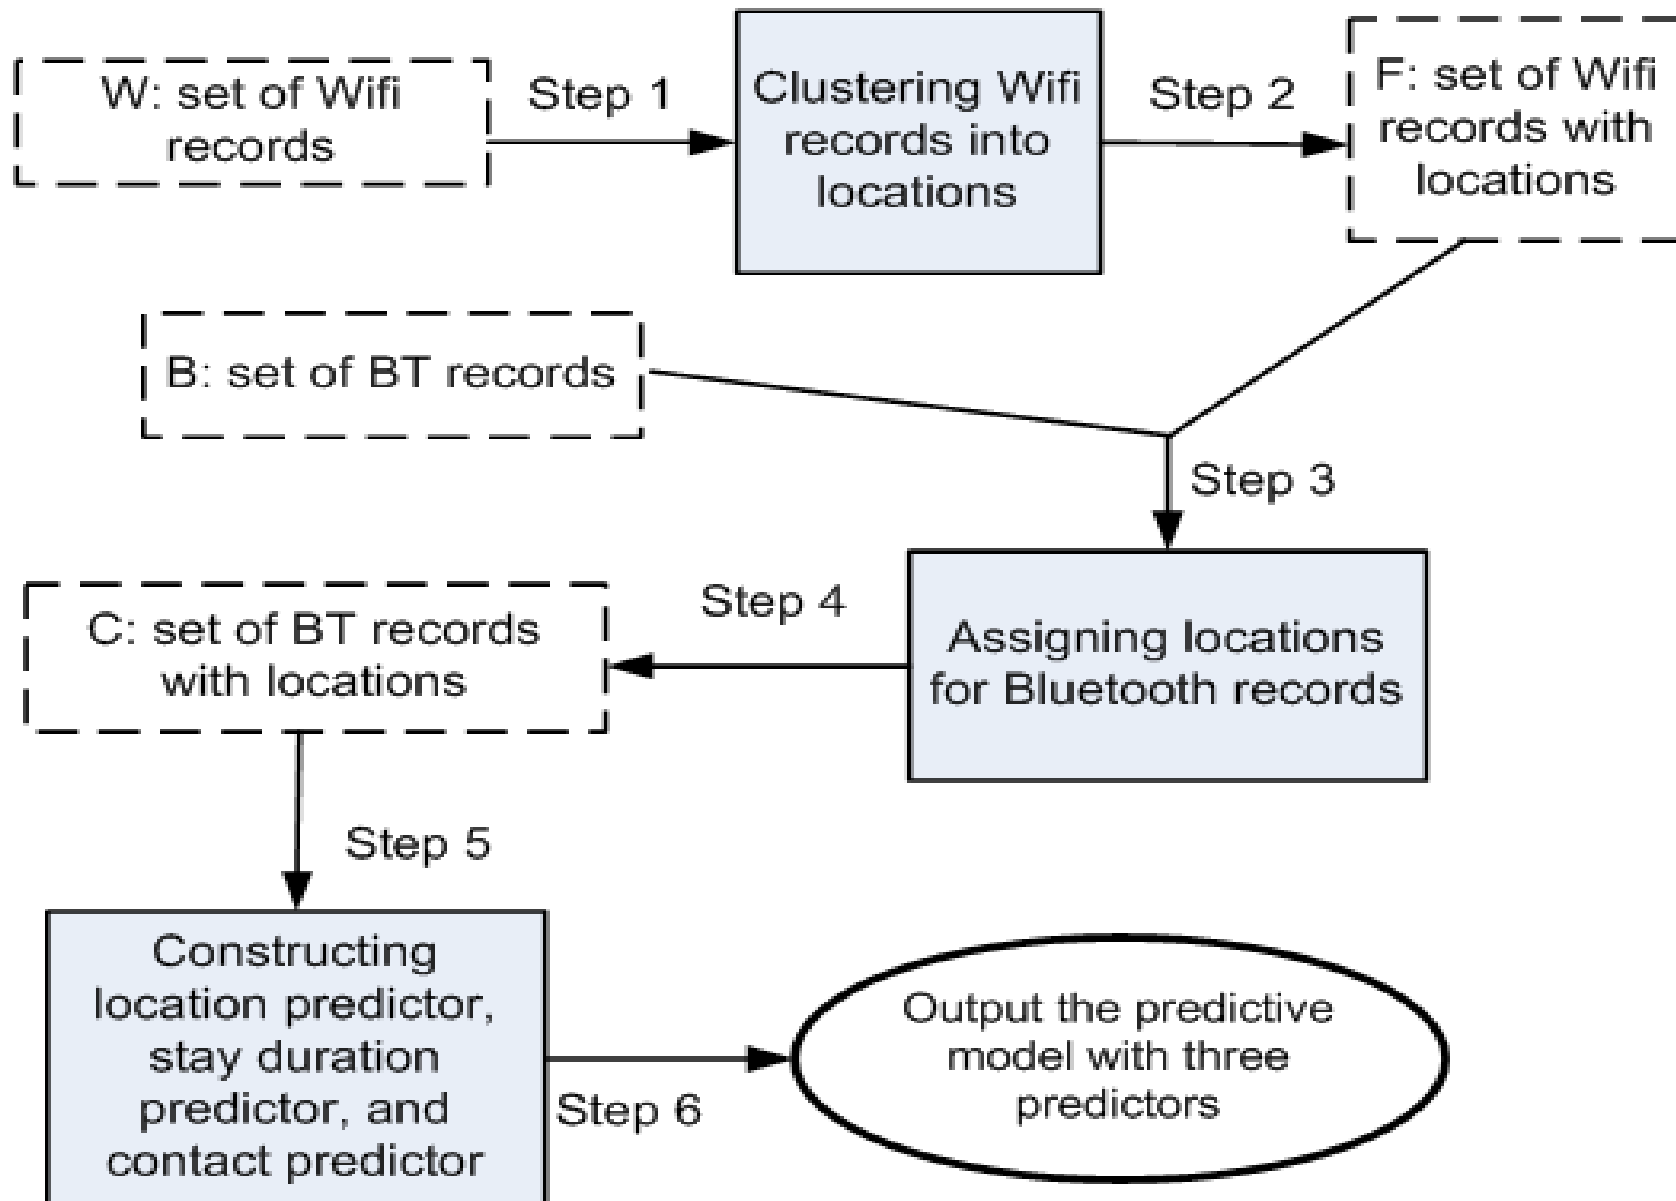 W: set of Wifi
records
Step 1
Clustering Wifi
records into
locations
Step 2
F: set of Wifi
records with
locations
B: set of BT records
Step 3
Assigning locations
for Bluetooth records
Step 4
C: set of BT records
with locations
Step 5
Constructing
location predictor,
stay duration
predictor, and
contact predictor
Step 6
Output the predictive
model with three
predictors